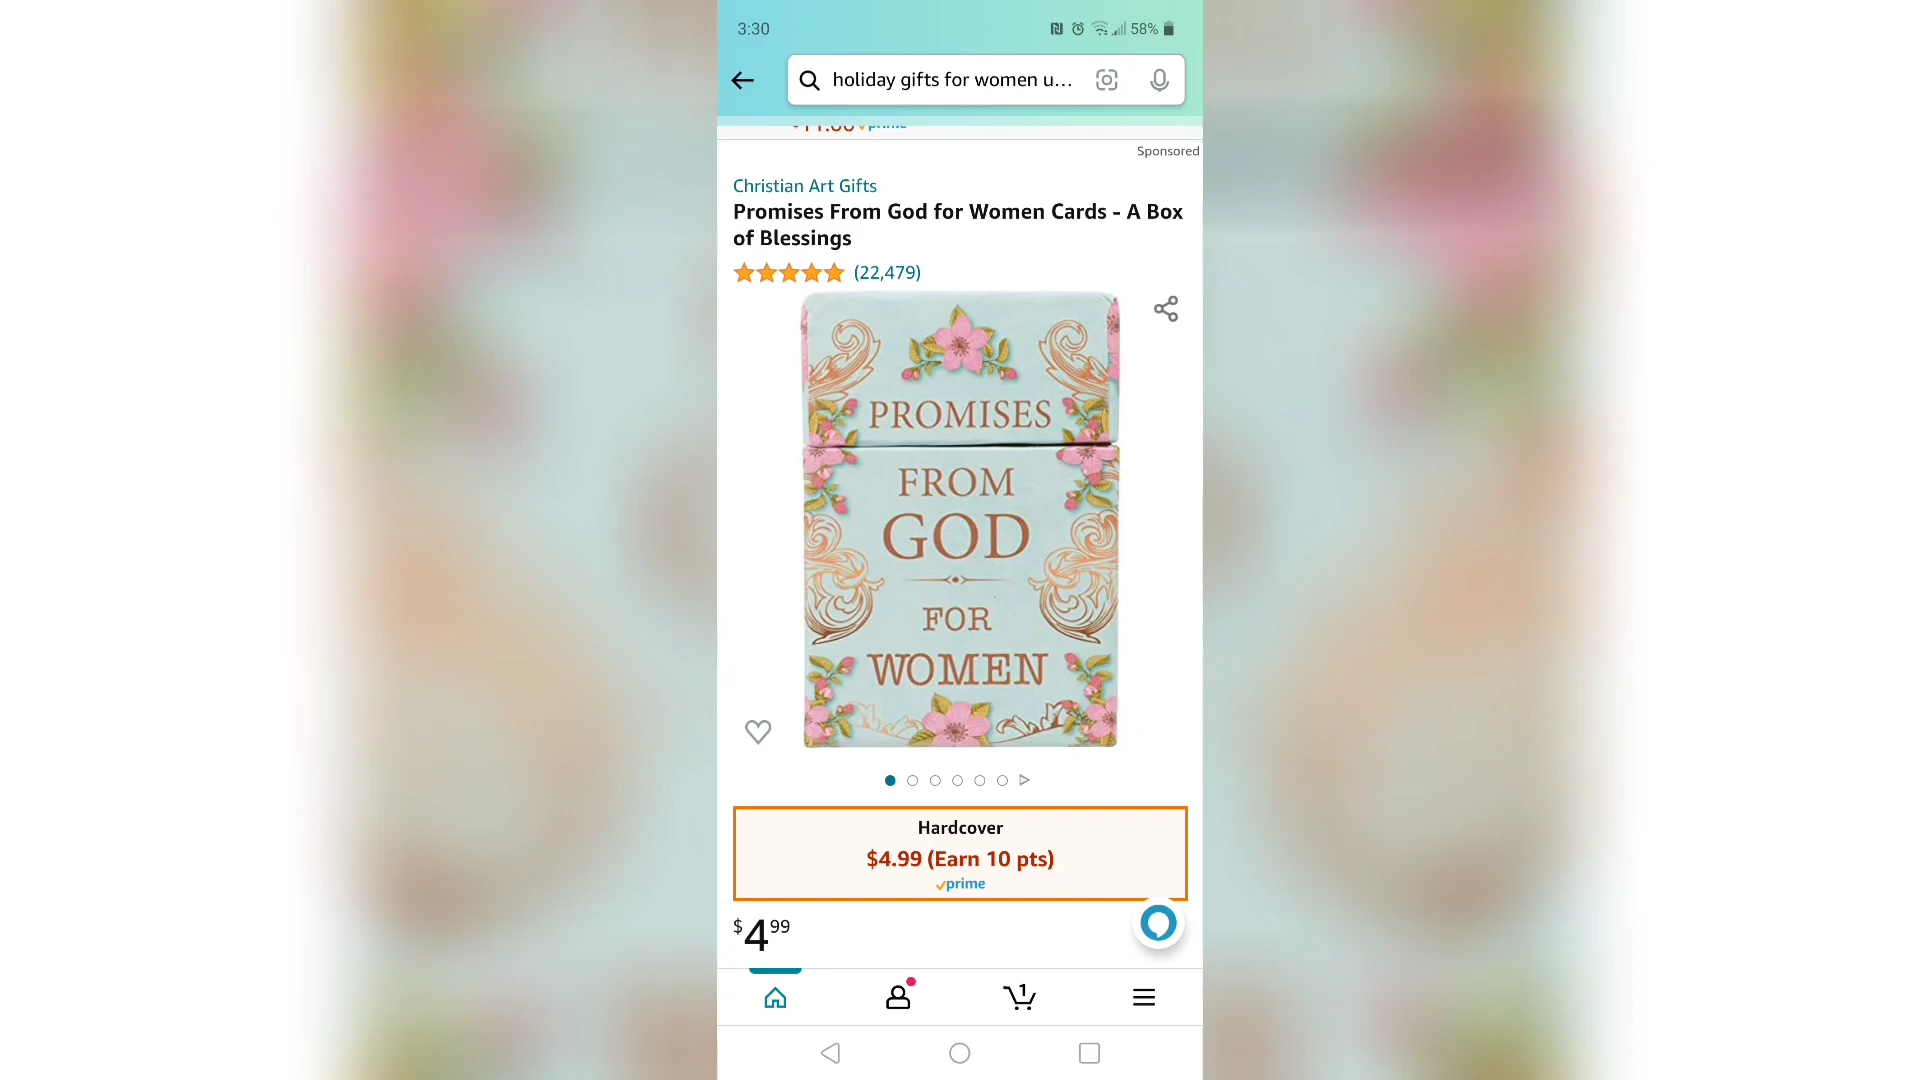 3:30
58%
holiday gifts for women u...
prime
Sponsored
Christian Art Gifts
Promises From God for Women Cards - A Box
of Blessings
(22,479)
PROMISES
FROM
GOD
FOR
WOMEN
Hardcover
$4.99 (Earn 10 pts)
prime
$4 99
1